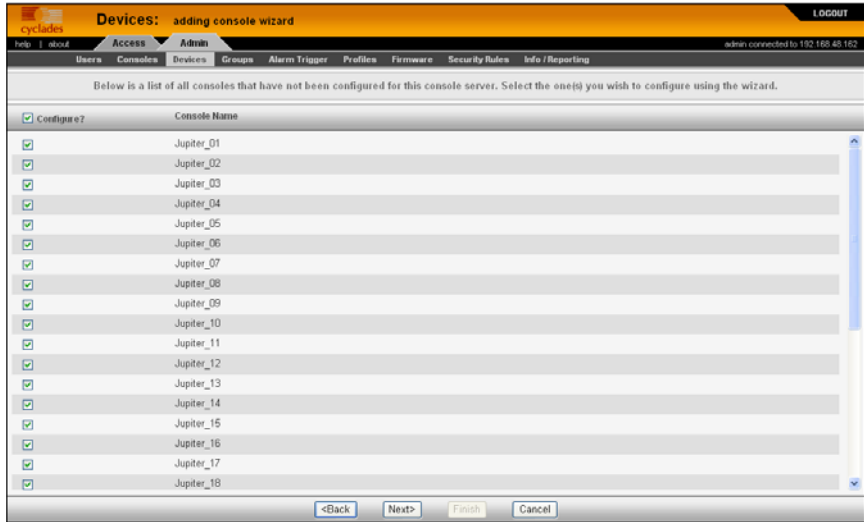 cyclades
Devices: adding console wizard
LOGOUT
help | about
Access
Admin
admin connected to 192.168.48.162
Users Consoles Devices Groups Alarm Trigger Profiles Firmware Security Rules Info / Reporting
Below is a list of all consoles that have not been configured for this console server. Select the one(s) you wish to configure using the wizard.
Configure? Console Name
Jupiter_01
Jupiter_02
Jupiter_03
Jupiter_04
Jupiter_05
Jupiter_06
Jupiter_07
Jupiter_08
Jupiter_09
Jupiter_10
Jupiter_11
Jupiter_12
Jupiter_13
Jupiter_14
Jupiter_15
Jupiter_16
Jupiter_17
Jupiter_18
<Back Next> Finish Cancel